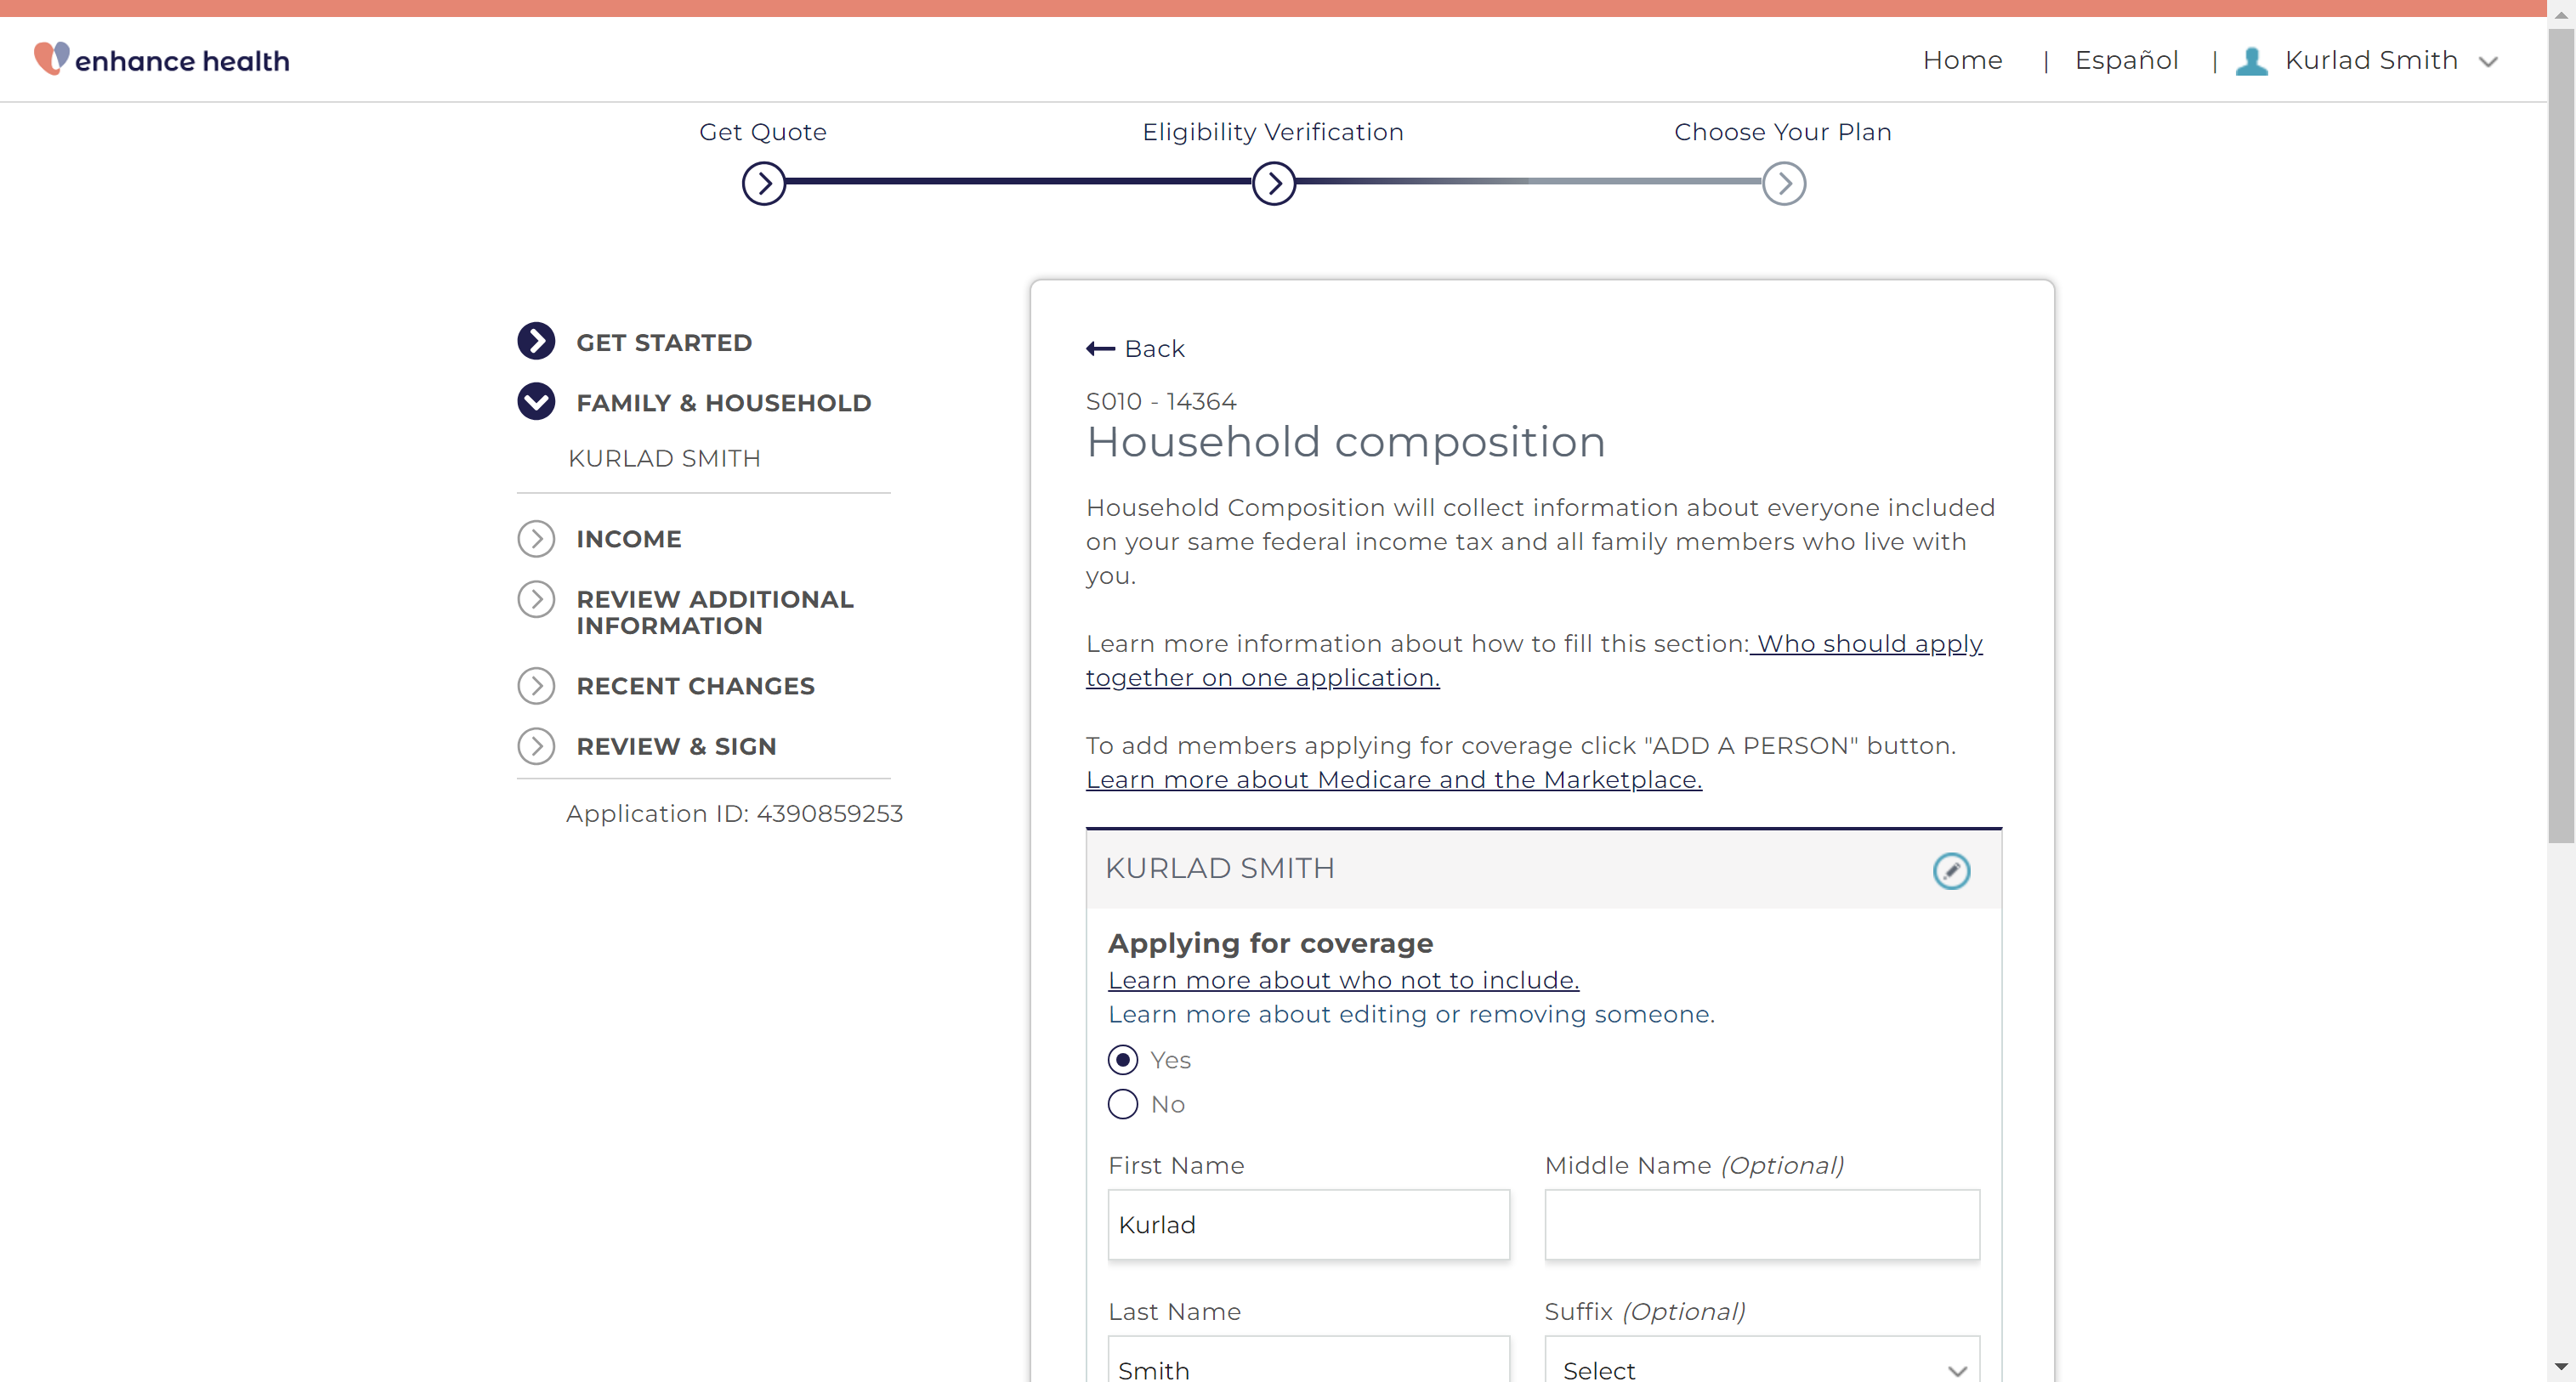 enhance health
Home | Español | Kurlad Smith
Get Quote
Eligibility Verification
Choose Your Plan
GET STARTED
FAMILY & HOUSEHOLD
KURLAD SMITH
INCOME
REVIEW ADDITIONAL
INFORMATION
RECENT CHANGES
REVIEW & SIGN
Application ID: 4390859253
Back
S010 - 14364
Household composition
Household Composition will collect information about everyone included
on your same federal income tax and all family members who live with
you.
Learn more information about how to fill this section: Who should apply
together on one application.
To add members applying for coverage click "ADD A PERSON" button.
Learn more about Medicare and the Marketplace.
KURLAD SMITH
Applying for coverage
Learn more about who not to include.
Learn more about editing or removing someone.
Yes
No
First Name
Middle Name (Optional)
Kurlad
Last Name
Suffix (Optional)
Smith
Select